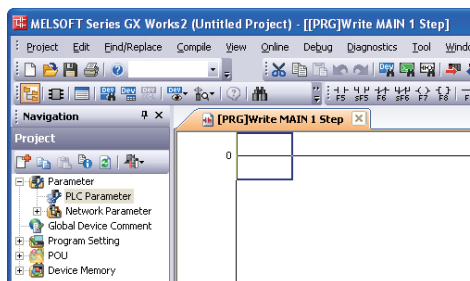 MELSOFT Series GX Works2 (Untitled Project) - [[PRG]Write MAIN 1 Step]
Project Edit Find/Replace Compile View Online Debug Diagnostics Tool Windo
F5 sF5 F6 sF6 F7 F8 F
Navigation
[PRG]Write MAIN 1 Step
Project
0
Parameter
PLC Parameter
Network Parameter
Global Device Comment
Program Setting
POU
Device Memory